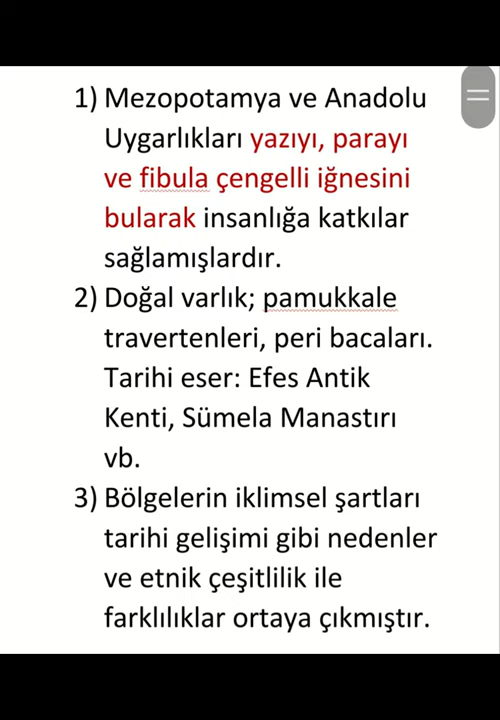 1) Mezopotamya ve Anadolu
Uygarlıkları yazıyı, parayı
ve fibula çengelli iğnesini
bularak insanlığa katkılar
sağlamışlardır.
2) Doğal varlık; pamukkale
travertenleri, peri bacaları.
Tarihi eser: Efes Antik
Kenti, Sümela Manastırı
vb.
3) Bölgelerin iklimsel şartları
tarihi gelişimi gibi nedenler
ve etnik çeşitlilik ile
farklılıklar ortaya çıkmıştır.